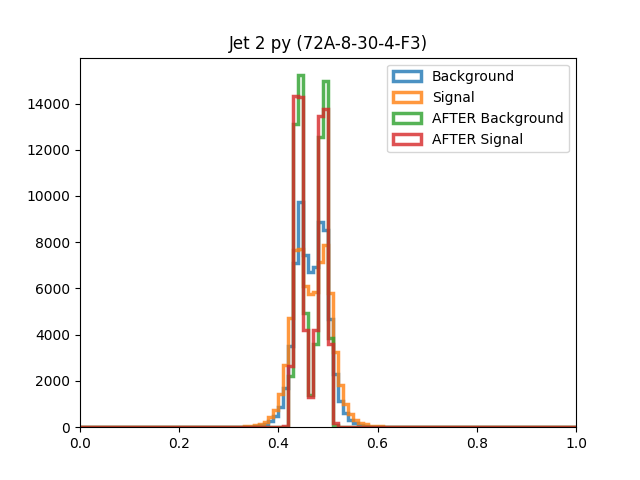 Jet 2 py (72A-8-30-4-F3)
Background
Signal
AFTER Background
AFTER Signal
14000
12000
10000
8000
6000
4000
2000
0
0.0 0.2 0.4 0.6 0.8 1.0